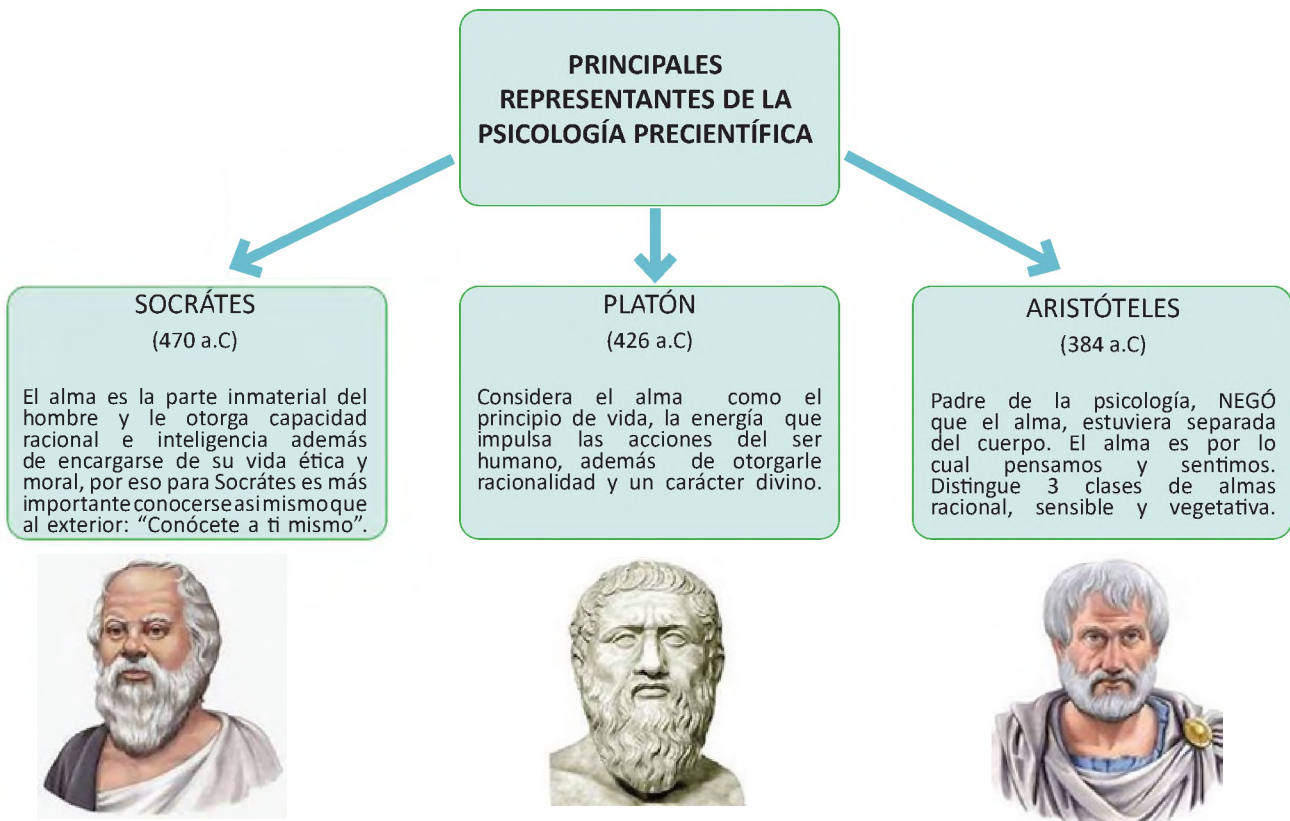 PRINCIPALES
REPRESENTANTES DE LA
PSICOLOGÍA PRECIENTÍFICA
SOCRÁTES
(470 a.C)
El alma es la parte inmaterial del
hombre y le otorga capacidad
racional e inteligencia además
de encargarse de su vida ética y
moral, por eso para Socrátes es más
importante conocerse asi mismo que
al exterior: “Conócete a ti mismo”.
PLATÓN
(426 a.C)
Considera el alma como el
principio de vida, la energía que
impulsa las acciones del ser
humano, además de otorgarle
racionalidad y un carácter divino.
ARISTÓTELES
(384 a.C)
Padre de la psicología, NEGÓ
que el alma, estuviera separada
del cuerpo. El alma es por lo
cual pensamos y sentimos.
Distingue 3 clases de almas
racional, sensible y vegetativa.